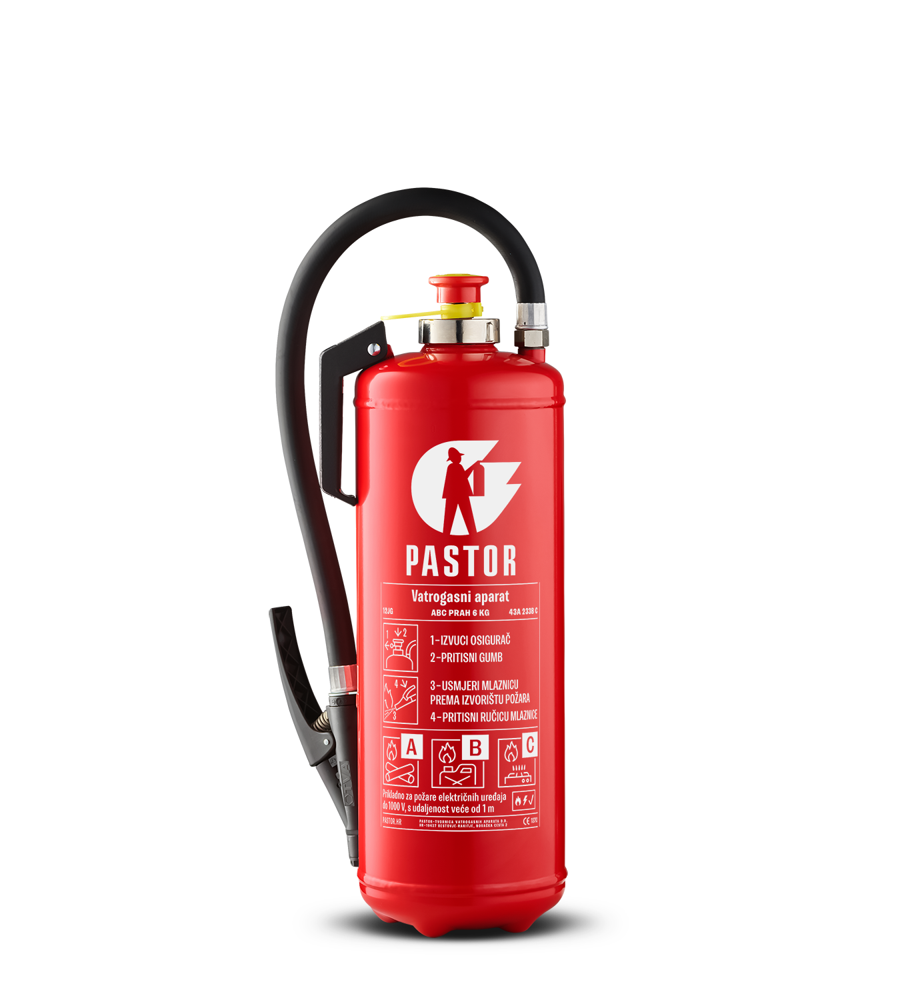 PASTOR
Vatrogasni aparat
12JG ABC PRAH 6 KG 43A 233B C
1 2
1-IZVUCI OSIGURAČ
2-PRITISNI GUMB
4
3
3-USMJERI MLAZNICU
PREMA IZVORIŠTU POŽARA
4-PRITISNI RUČICU MLAZNICE
A B C
Prikladno za požare električnih uređaja
do 1000 V, s udaljenost veće od 1 m
PASTOR.HR
PASTOR-TVORNICA VATROGASNIH APARATA D.D.
HR-10437 BESTOVJE-RAKITJE, NOVAČKA CESTA 2
CE 1370